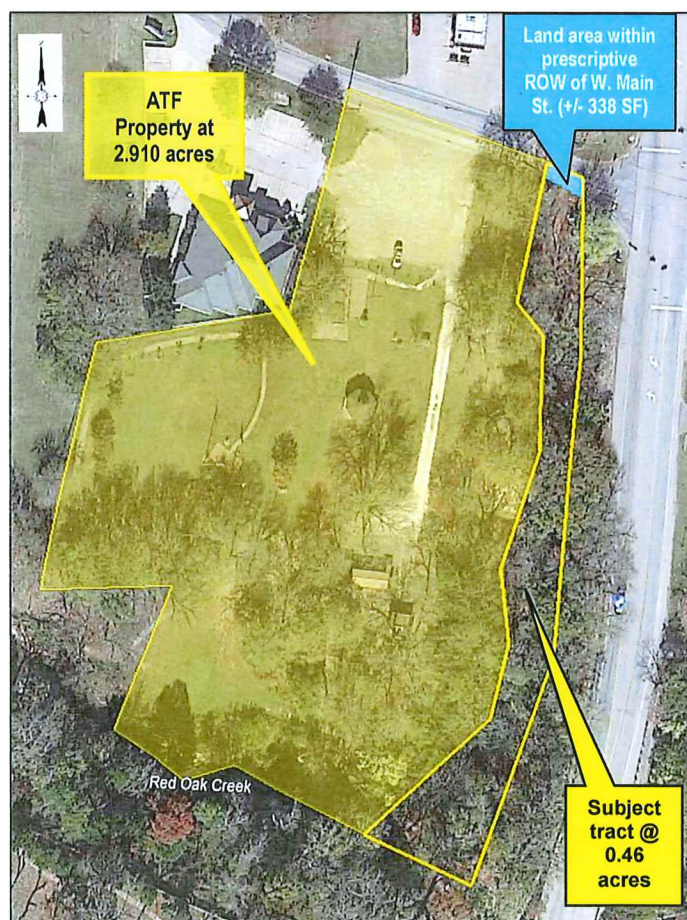 Land area within
prescriptive
ROW of W. Main
St. (+/- 338 SF)
ATF
Property at
2.910 acres
Red Oak Creek
Subject
tract @
0.46
acres